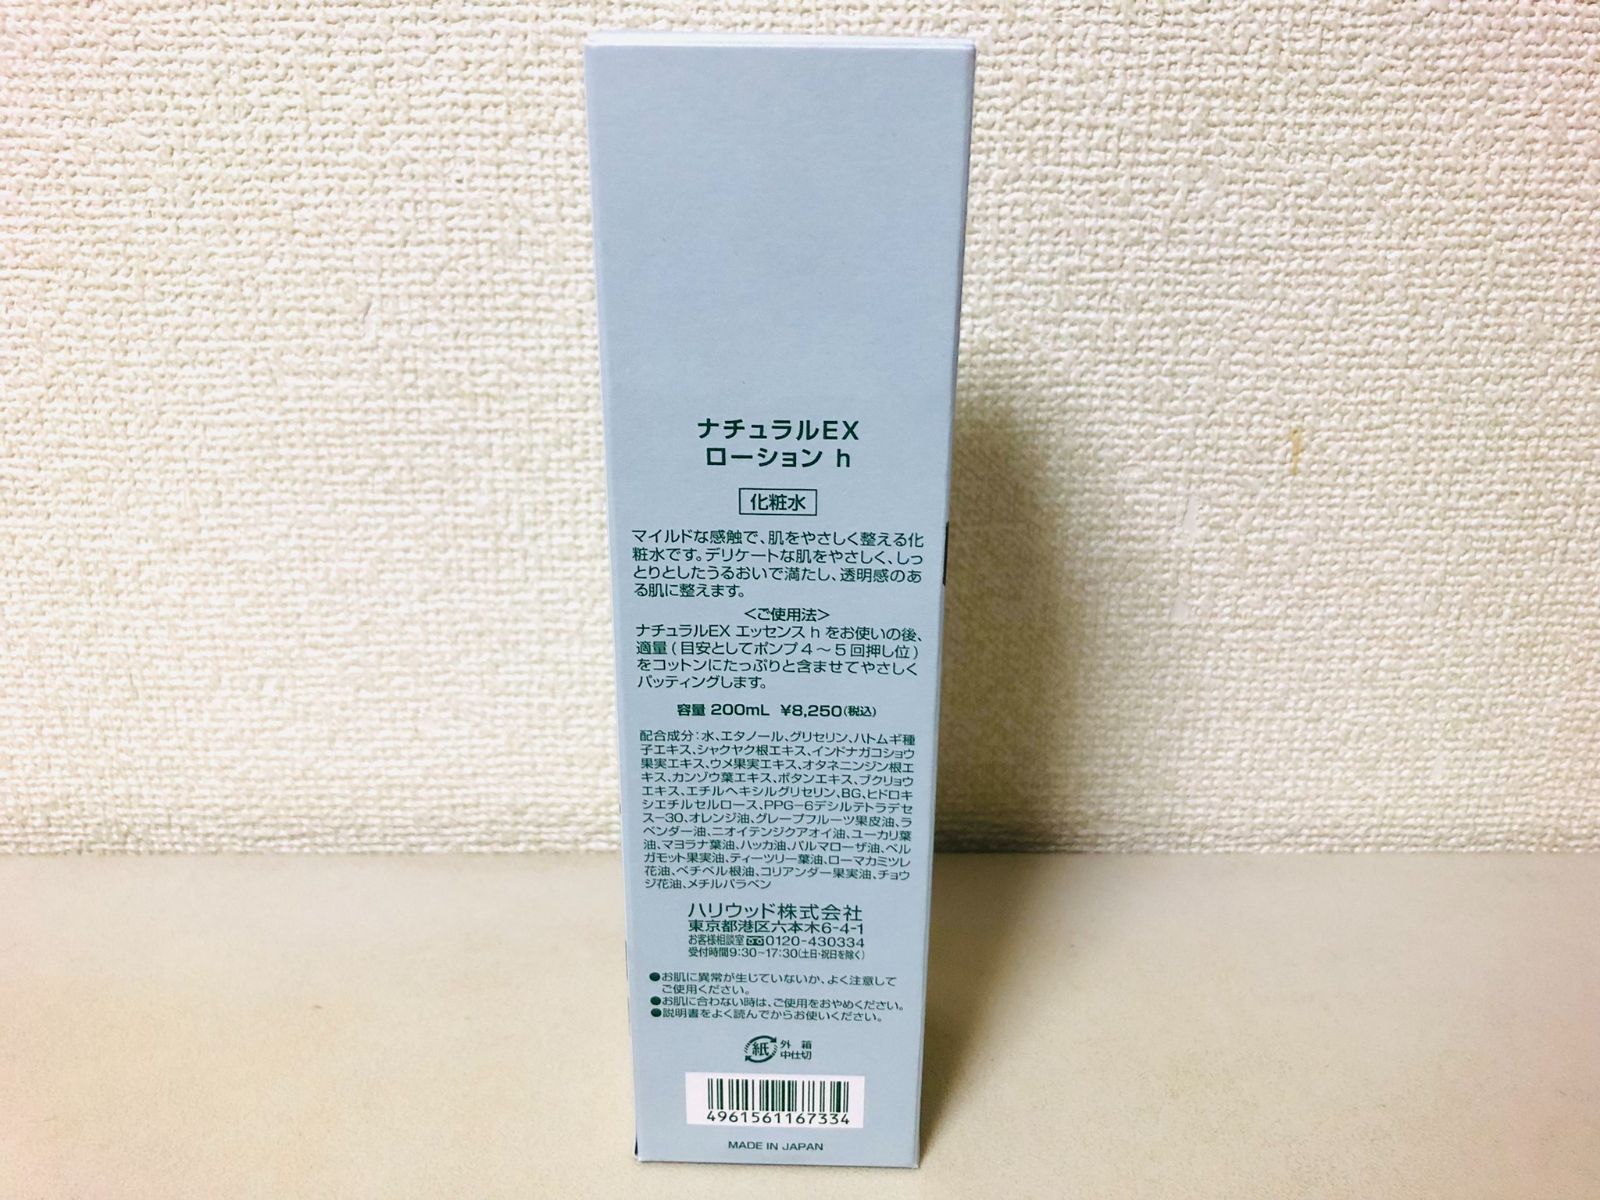 ナチュラルEX
ローション h
化粧水
マイルドな感触で、肌をやさしく整える化
粧水です。デリケートな肌をやさしく、しっ
とりとしたうるおいで満たし、透明感のあ
る肌に整えます。
<ご使用法>
ナチュラルEX エッセンス h をお使いの後、
適量(目安としてポンプ4〜5回押し位)
をコットンにたっぷりと含ませてやさしく
パッティングします。
容量 200mL ¥8,250(税込)
配合成分:水、エタノール、グリセリン、ハトムギ種
子エキス、シャクヤク根エキス、インドナガコショウ
果実エキス、ウメ果実エキス、オタネニンジン根エ
キス、カンゾウ葉エキス、ボタンエキス、ブクリョウ
エキス、エチルヘキシルグリセリン、BG、ヒドロキ
シエチルセルロース、PPG-6デシルテトラデセ
ス-30、オレンジ油、グレープフルーツ果皮油、ラ
ベンダー油、ニオイテンジクアオイ油、ユーカリ葉
油、マヨラナ葉油、ハッカ油、パルマローザ油、ベル
ガモット果実油、ティーツリー葉油、ローマカミツレ
花油、ベチベル根油、コリアンダー果実油、チョウ
ジ花油、メチルパラベン
ハリウッド株式会社
東京都港区六本木6-4-1
お客様相談室 0120-430334
受付時間9:30〜17:30(土日・祝日を除く)
●お肌に異常が生じていないか、よく注意して
ご使用ください。
●お肌に合わない時は、ご使用をおやめください。
●説明書をよく読んでからお使いください。
紙 外箱
中仕切
4961561167334
MADE IN JAPAN